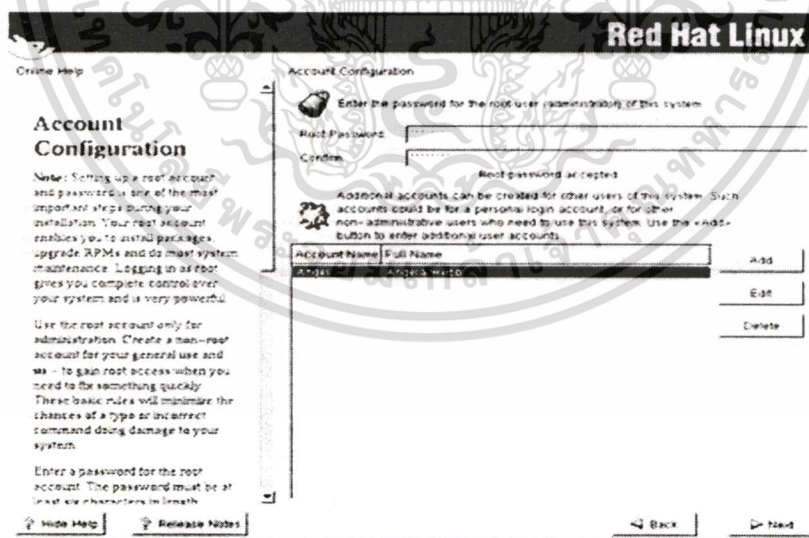 Red Hat Linux
Online Help
Account
Configuration
Note: Setting up a root account
and password is one of the most
important steps during your
installation. Your root account
enables you to install packages,
upgrade RPMs and do most system
maintenance. Logging in as root
gives you complete control over
your system and is very powerful.
Use the root account only for
administration. Create a non-root
account for your general use and
su - to gain root access when you
need to fix something quickly.
These basic rules will minimize the
chances of a typo or incorrect
command doing damage to your
system.
Enter a password for the root
account. The password must be at
least six characters in length.
Account Configuration
Enter the password for the root user (administrator) of this system
Root Password:
Confirm:
Root password accepted
Additional accounts can be created for other users of this system. Such
accounts could be for a personal login account, or for other
non-administrative users who need to use this system. Use the <Add>
button to enter additional user accounts.
Account Name Full Name
Add
Edit
Delete
Hide Help
Release Notes
Back
Next